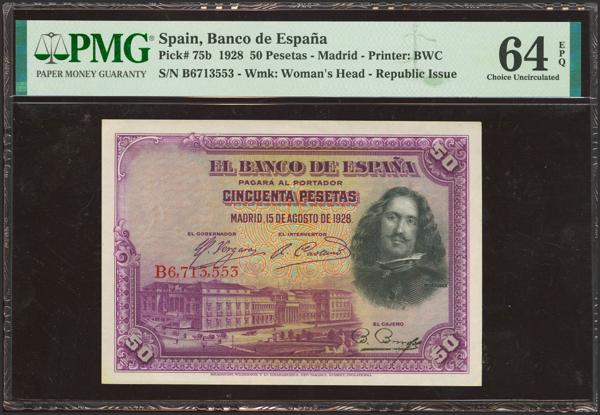 PMG
PAPER MONEY GUARANTY
Spain, Banco de España
Pick# 75b 1928 50 Pesetas - Madrid - Printer: BWC
S/N B6713553 - Wmk: Woman's Head - Republic Issue
64 EPQ
Choice Uncirculated
50
50
EL BANCO DE ESPAÑA
PAGARÁ AL PORTADOR
CINCUENTA PESETAS
MADRID, 15 DE AGOSTO DE 1928
EL GOBERNADOR
EL INTERVENTOR
B6,713,553
EL CAJERO
50
50